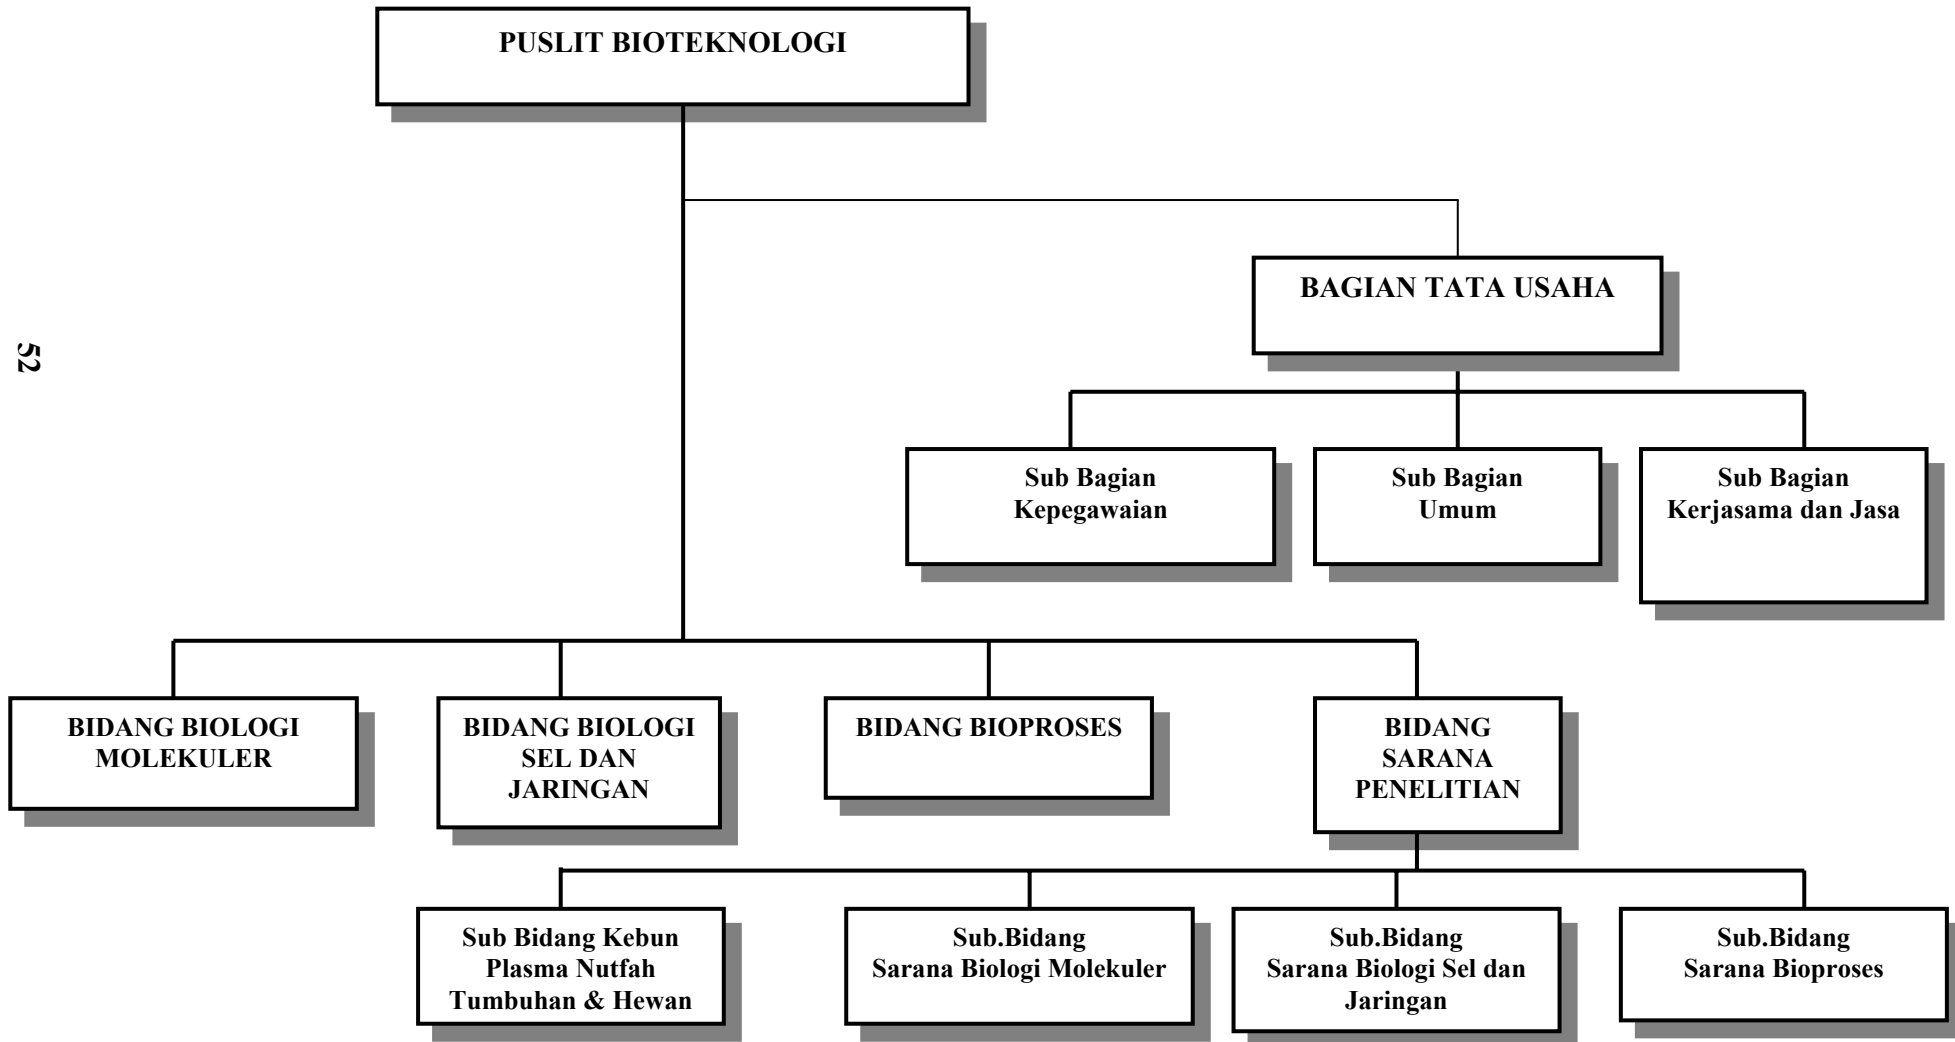 PUSLIT BIOTEKNOLOGI
BAGIAN TATA USAHA
52
Sub Bagian
Kepegawaian
Sub Bagian
Umum
Sub Bagian
Kerjasama dan Jasa
BIDANG BIOLOGI
MOLEKULER
BIDANG BIOLOGI
SEL DAN
JARINGAN
BIDANG BIOPROSES
BIDANG
SARANA
PENELITIAN
Sub Bidang Kebun
Plasma Nutfah
Tumbuhan & Hewan
Sub.Bidang
Sarana Biologi Molekuler
Sub.Bidang
Sarana Biologi Sel dan
Jaringan
Sub.Bidang
Sarana Bioproses